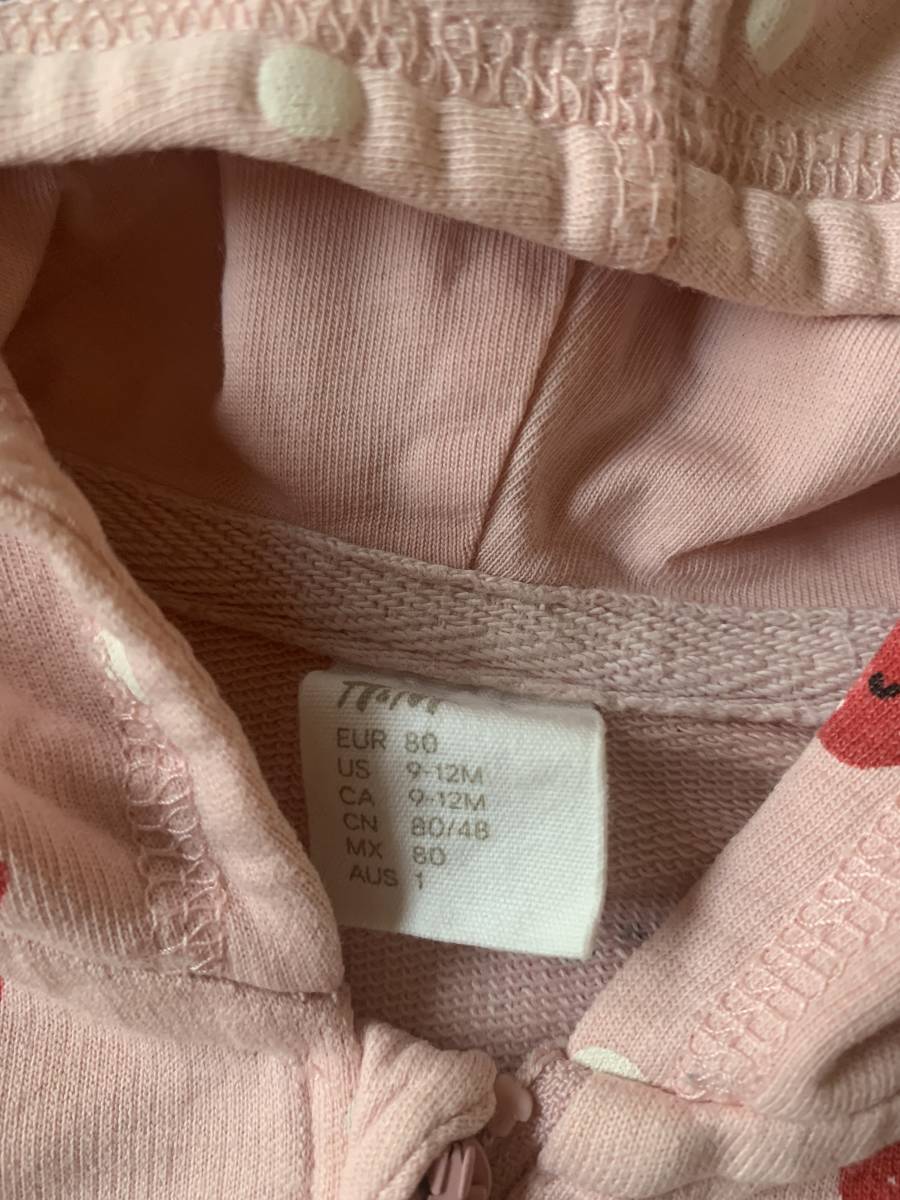 EUR 80
US 9-12M
CA 9-12M
CN 80/48
MX 80
AUS 1